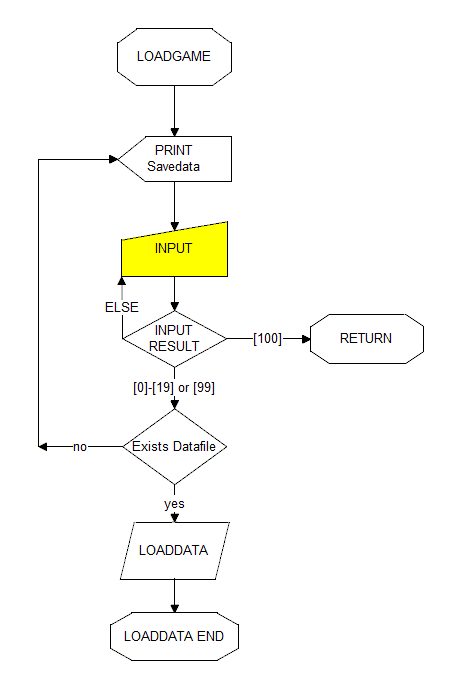 LOADGAME
PRINT
Savedata
INPUT
ELSE
INPUT
RESULT
[100]
RETURN
[0]-[19] or [99]
Exists Datafile
no
yes
LOADDATA
LOADDATA END